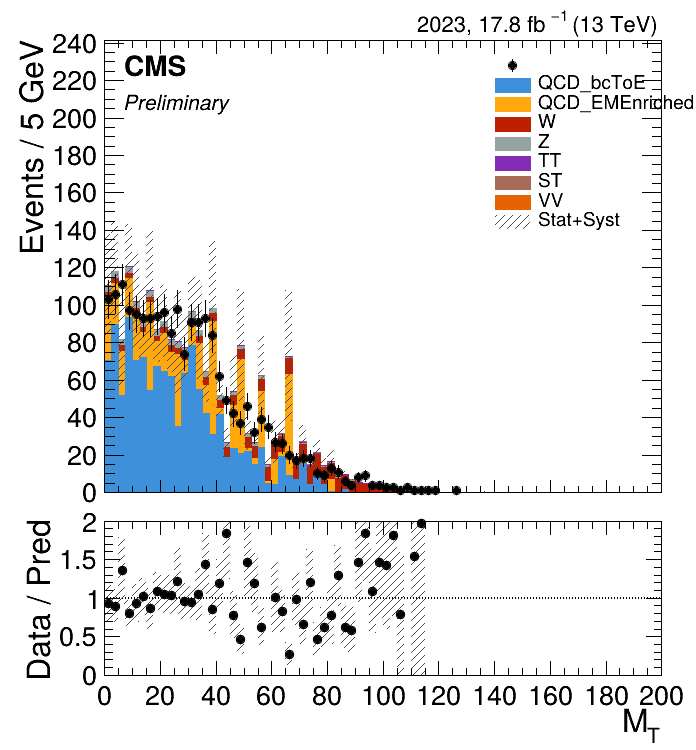 2023, 17.8 fb⁻¹ (13 TeV)
CMS
Preliminary
QCD_bcToE
QCD_EMEnriched
W
Z
TT
ST
VV
Stat+Syst
Events / 5 GeV
240
220
200
180
160
140
120
100
80
60
40
20
0
Data / Pred
2
1.5
1
0.5
0
0 20 40 60 80 100 120 140 160 180 200
M_T